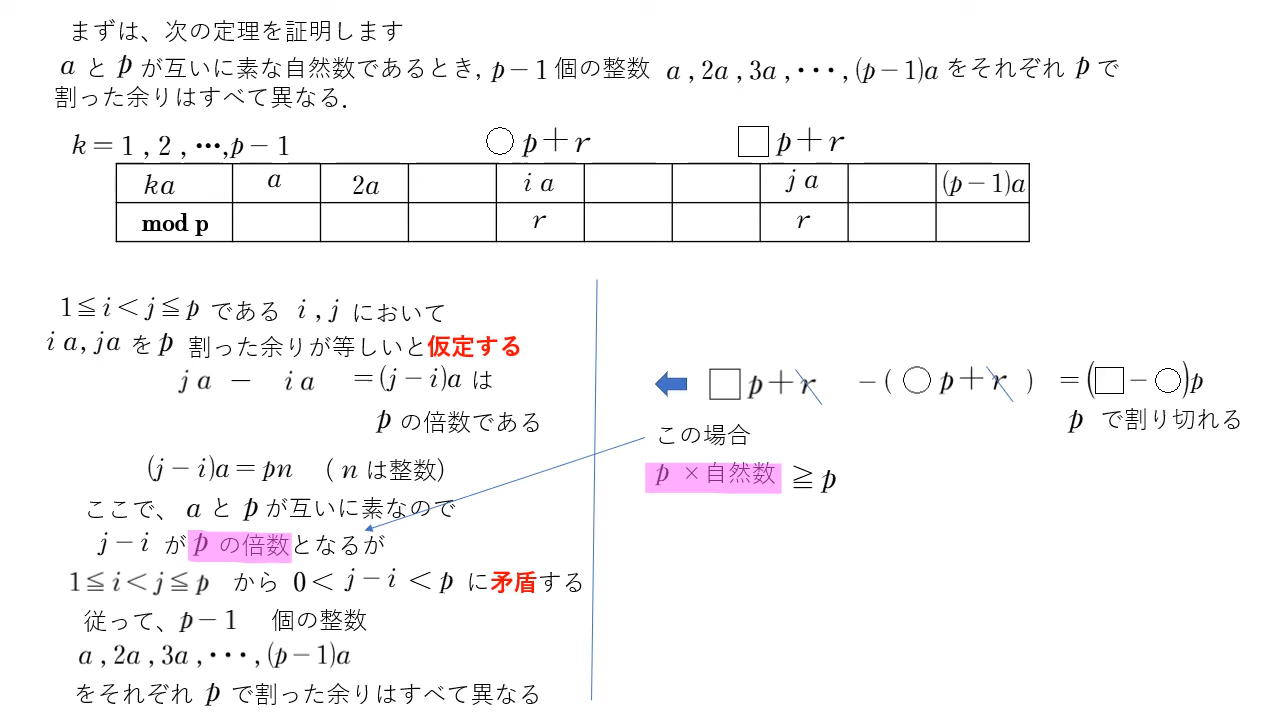 まずは、次の定理を証明します
a と p が互いに素な自然数であるとき, p－1 個の整数 a , 2a , 3a , ･･･ , (p－1)a をそれぞれ p で
割った余りはすべて異なる.
k＝1 , 2 , …,p－1 ○p＋r □p＋r
ka a 2a i a j a (p－1)a
mod p r r
1≦i＜j≦p である i , j において
i a, ja を p 割った余りが等しいと仮定する
j a － i a ＝(j－i)a は
p の倍数である
(j－i)a＝pn ( n は整数)
ここで、 a と p が互いに素なので
j－i が p の倍数となるが
1≦i＜j≦p から 0＜ j－i ＜p に矛盾する
従って、p－1 個の整数
a , 2a , 3a , ･･･ , (p－1)a
をそれぞれ p で割った余りはすべて異なる
□p＋r －( ○p＋r ) ＝(□－○)p
p で割り切れる
この場合
p ×自然数 ≧p